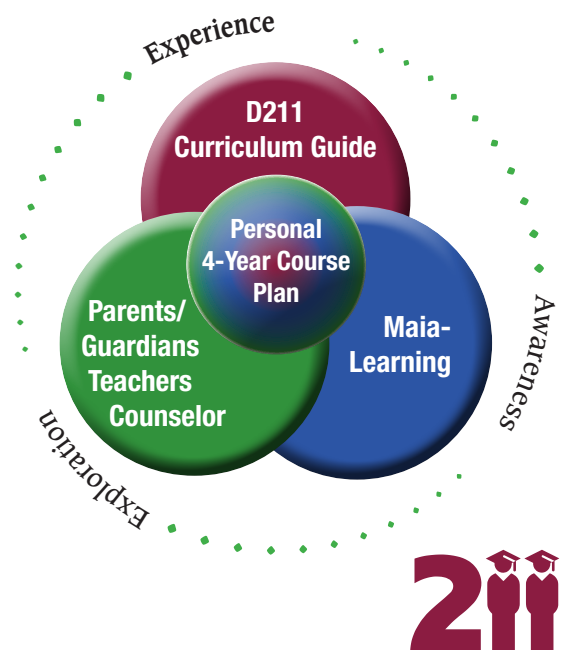 Experience
D211
Curriculum Guide
Personal
4-Year Course
Plan
Parents/
Guardians
Teachers
Counselor
Maia-
Learning
Awareness
Exploration
211